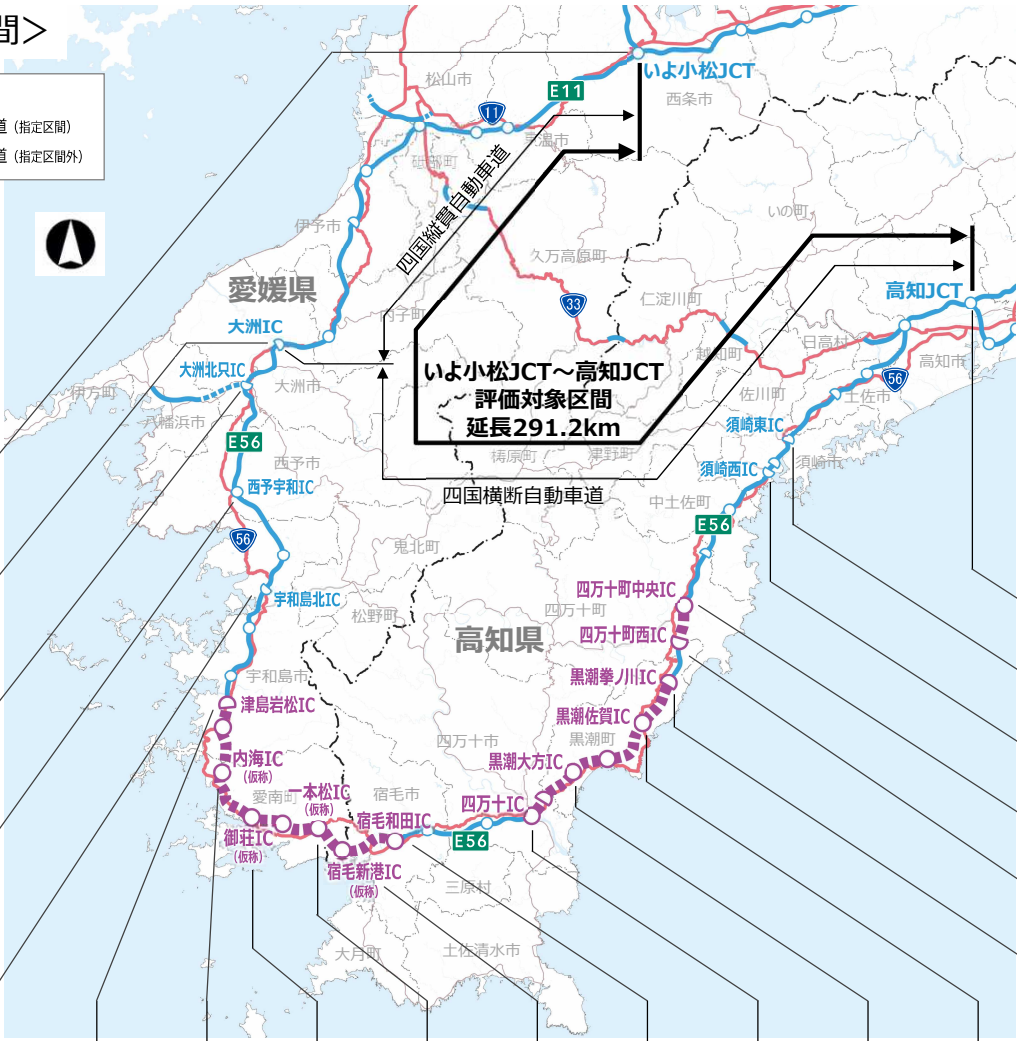 間＞
道（指定区間）
道（指定区間外）
いよ小松JCT
E11
11
松山市
西条市
東温市
砥部町
四国縦貫自動車道
伊予市
久万高原町
いの町
愛媛県
33
仁淀川町
高知JCT
大洲IC
内子町
越知町
日高村
高知市
大洲北只IC
大洲市
いよ小松JCT～高知JCT
評価対象区間
延長291.2km
佐川町
56
土佐市
伊方町
八幡浜市
須崎東IC
E56
西予市
梼原町
津野町
須崎市
須崎西IC
西予宇和IC
四国横断自動車道
中土佐町
E56
56
鬼北町
宇和島北IC
松野町
四万十町中央IC
四万十町
四万十町西IC
高知県
宇和島市
黒潮拳ノ川IC
津島岩松IC
黒潮佐賀IC
四万十市
黒潮町
内海IC
（仮称）
黒潮大方IC
一本松IC
（仮称）
愛南町
宿毛市
四万十IC
宿毛和田IC
御荘IC
（仮称）
E56
宿毛新港IC
（仮称）
三原村
大月町
土佐清水市